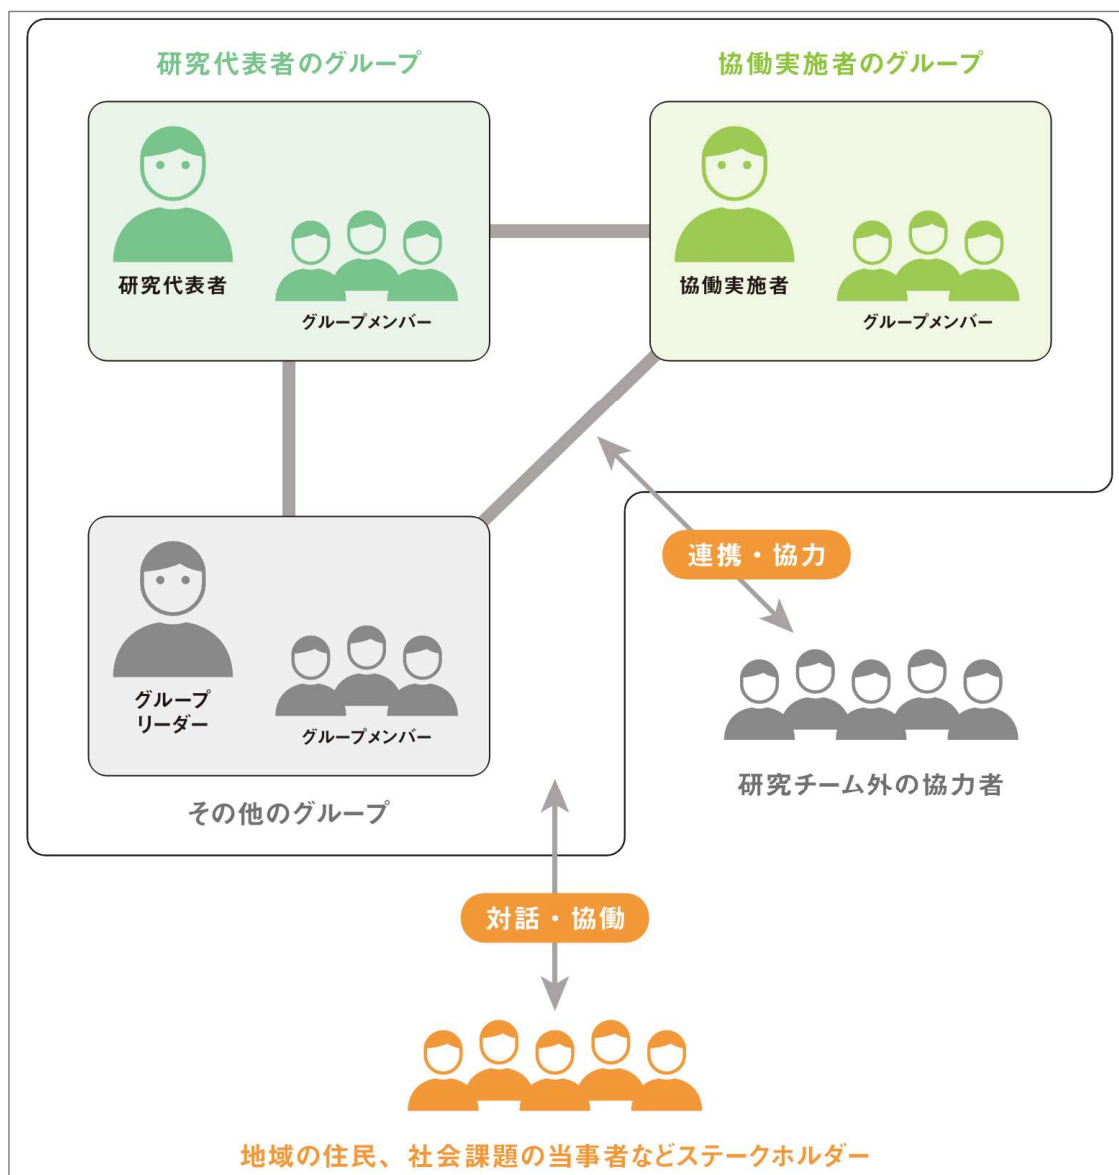 研究代表者のグループ
協働実施者のグループ
研究代表者
グループメンバー
協働実施者
グループメンバー
グループ
リーダー
グループメンバー
その他のグループ
連携・協力
研究チーム外の協力者
対話・協働
地域の住民、社会課題の当事者などステークホルダー